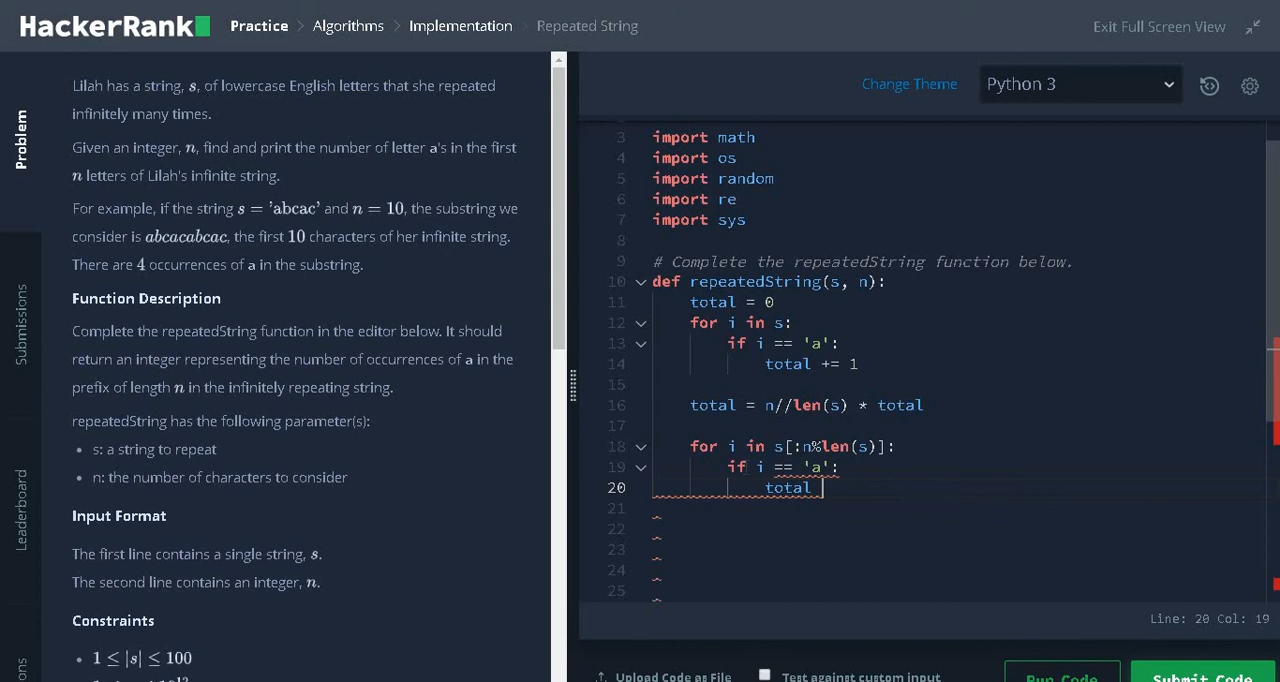 HackerRank Practice > Algorithms > Implementation > Repeated String Exit Full Screen View
Problem
Submissions
Leaderboard
Lilah has a string, s, of lowercase English letters that she repeated
infinitely many times.
Given an integer, n, find and print the number of letter a's in the first
n letters of Lilah's infinite string.
For example, if the string s = 'abcac' and n = 10, the substring we
consider is abcacabcac, the first 10 characters of her infinite string.
There are 4 occurrences of a in the substring.
Function Description
Complete the repeatedString function in the editor below. It should
return an integer representing the number of occurrences of a in the
prefix of length n in the infinitely repeating string.
repeatedString has the following parameter(s):
• s: a string to repeat
• n: the number of characters to consider
Input Format
The first line contains a single string, s.
The second line contains an integer, n.
Constraints
• 1 ≤ |s| ≤ 100
Change Theme Python 3
3 import math
4 import os
5 import random
6 import re
7 import sys
8
9 # Complete the repeatedString function below.
10 def repeatedString(s, n):
11 total = 0
12 for i in s:
13 if i == 'a':
14 total += 1
15
16 total = n//len(s) * total
17
18 for i in s[:n%len(s)]:
19 if i == 'a':
20 total
21
22
23
24
25
Line: 20 Col: 19
Upload Code as File Test against custom input Run Code Submit Code